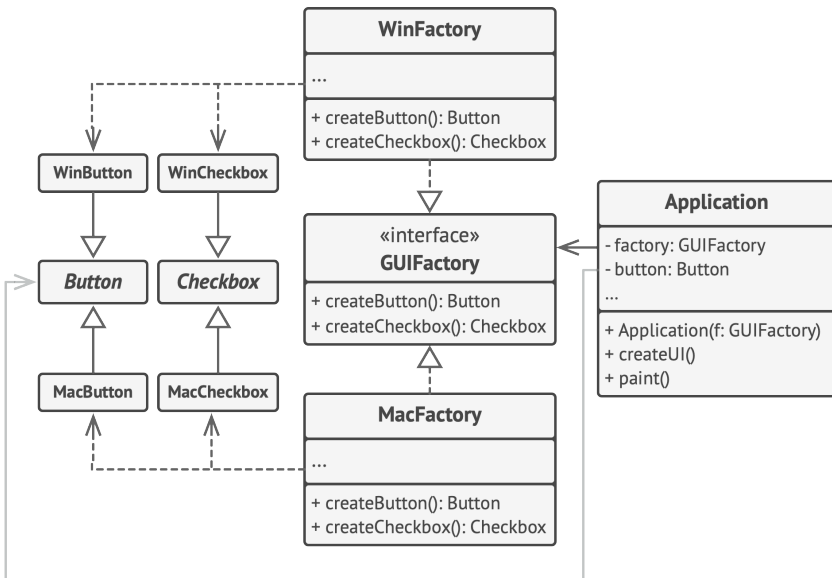 WinFactory
...
+ createButton(): Button
+ createCheckbox(): Checkbox
WinButton
WinCheckbox
«interface»
GUIFactory
+ createButton(): Button
+ createCheckbox(): Checkbox
Application
- factory: GUIFactory
- button: Button
...
+ Application(f: GUIFactory)
+ createUI()
+ paint()
Button
Checkbox
MacButton
MacCheckbox
MacFactory
...
+ createButton(): Button
+ createCheckbox(): Checkbox